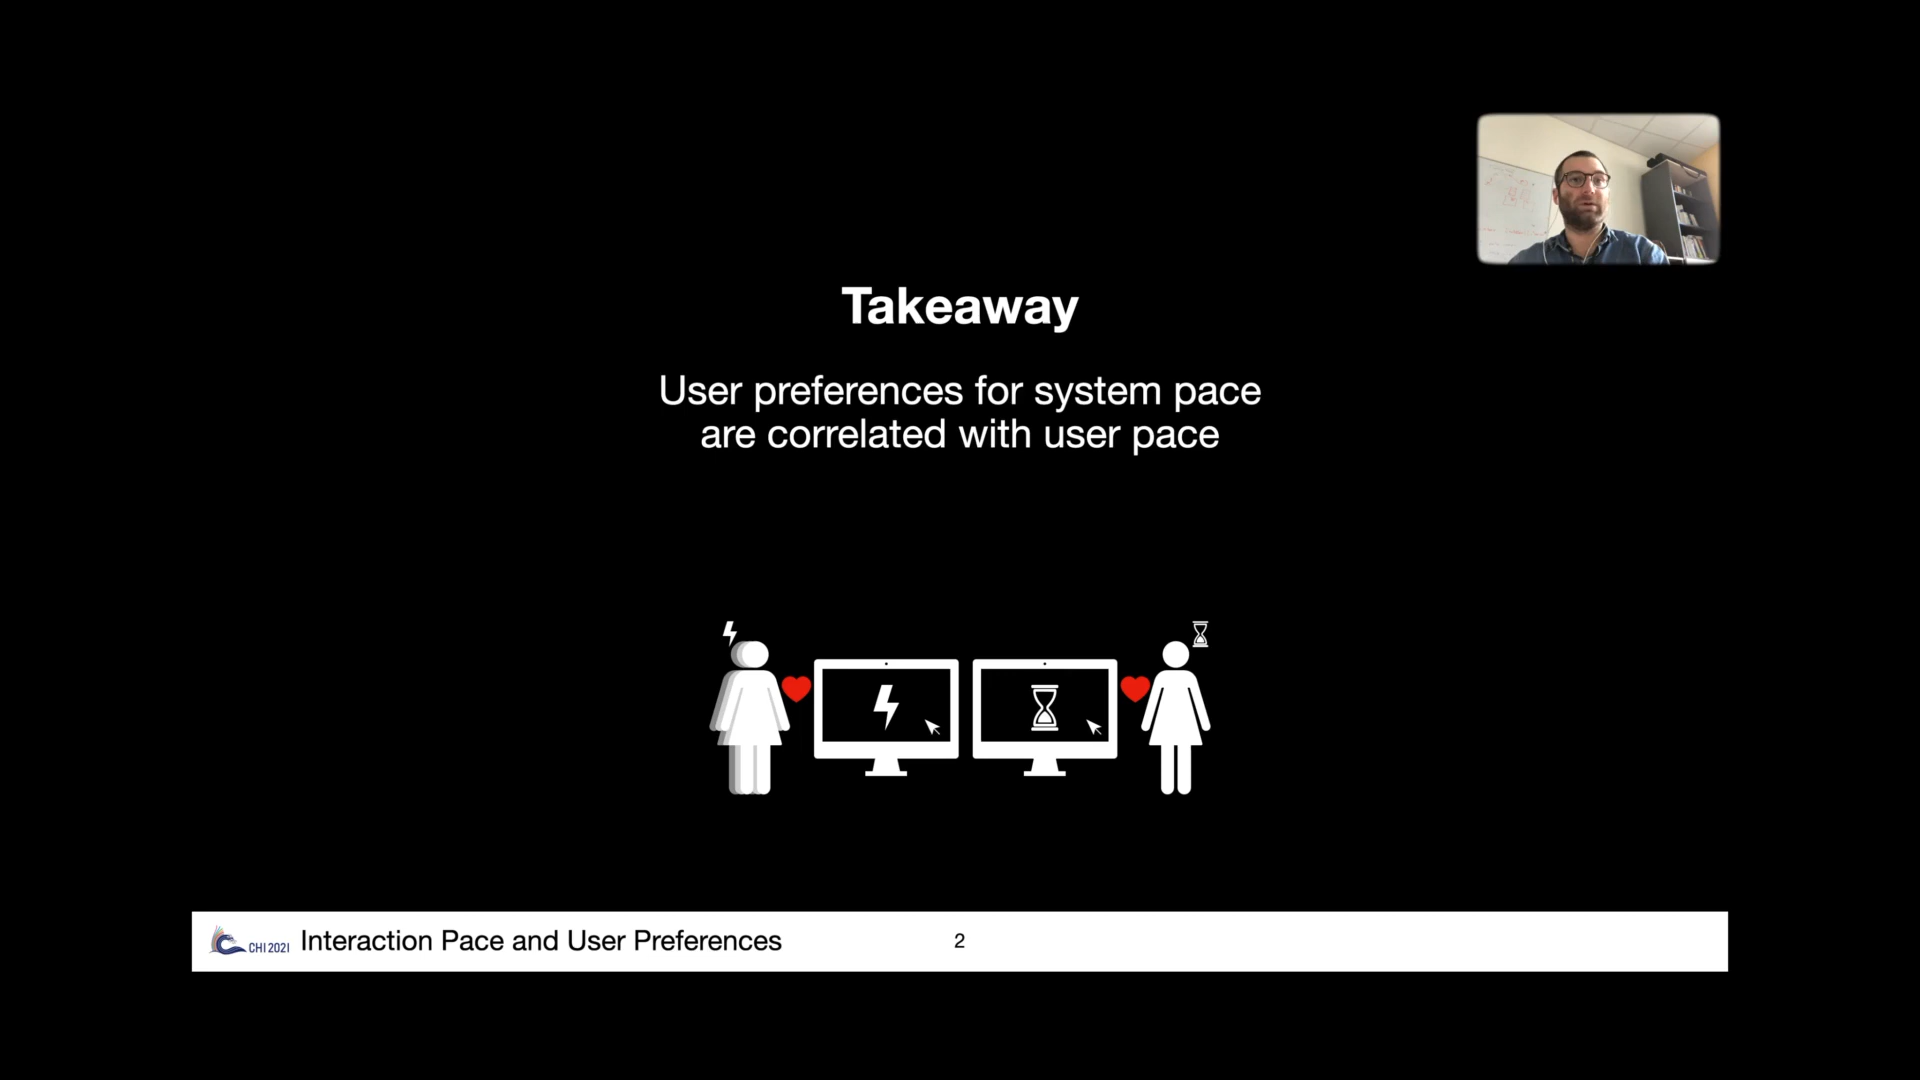 Takeaway
User preferences for system pace
are correlated with user pace
CHI 2021 Interaction Pace and User Preferences 2